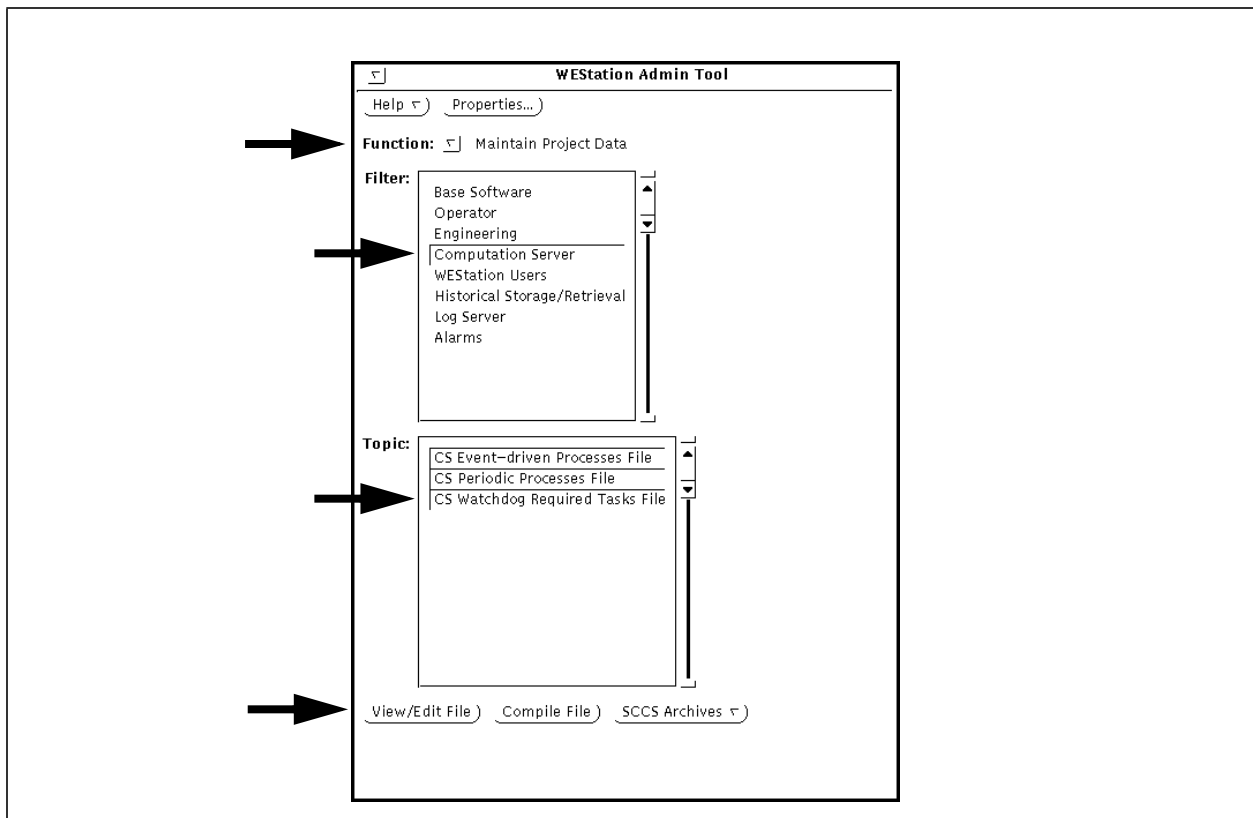 WEStation Admin Tool
Help Properties...
Function: Maintain Project Data
Filter:
Base Software
Operator
Engineering
Computation Server
WEStation Users
Historical Storage/Retrieval
Log Server
Alarms
Topic:
CS Event-driven Processes File
CS Periodic Processes File
CS Watchdog Required Tasks File
View/Edit File Compile File SCCS Archives